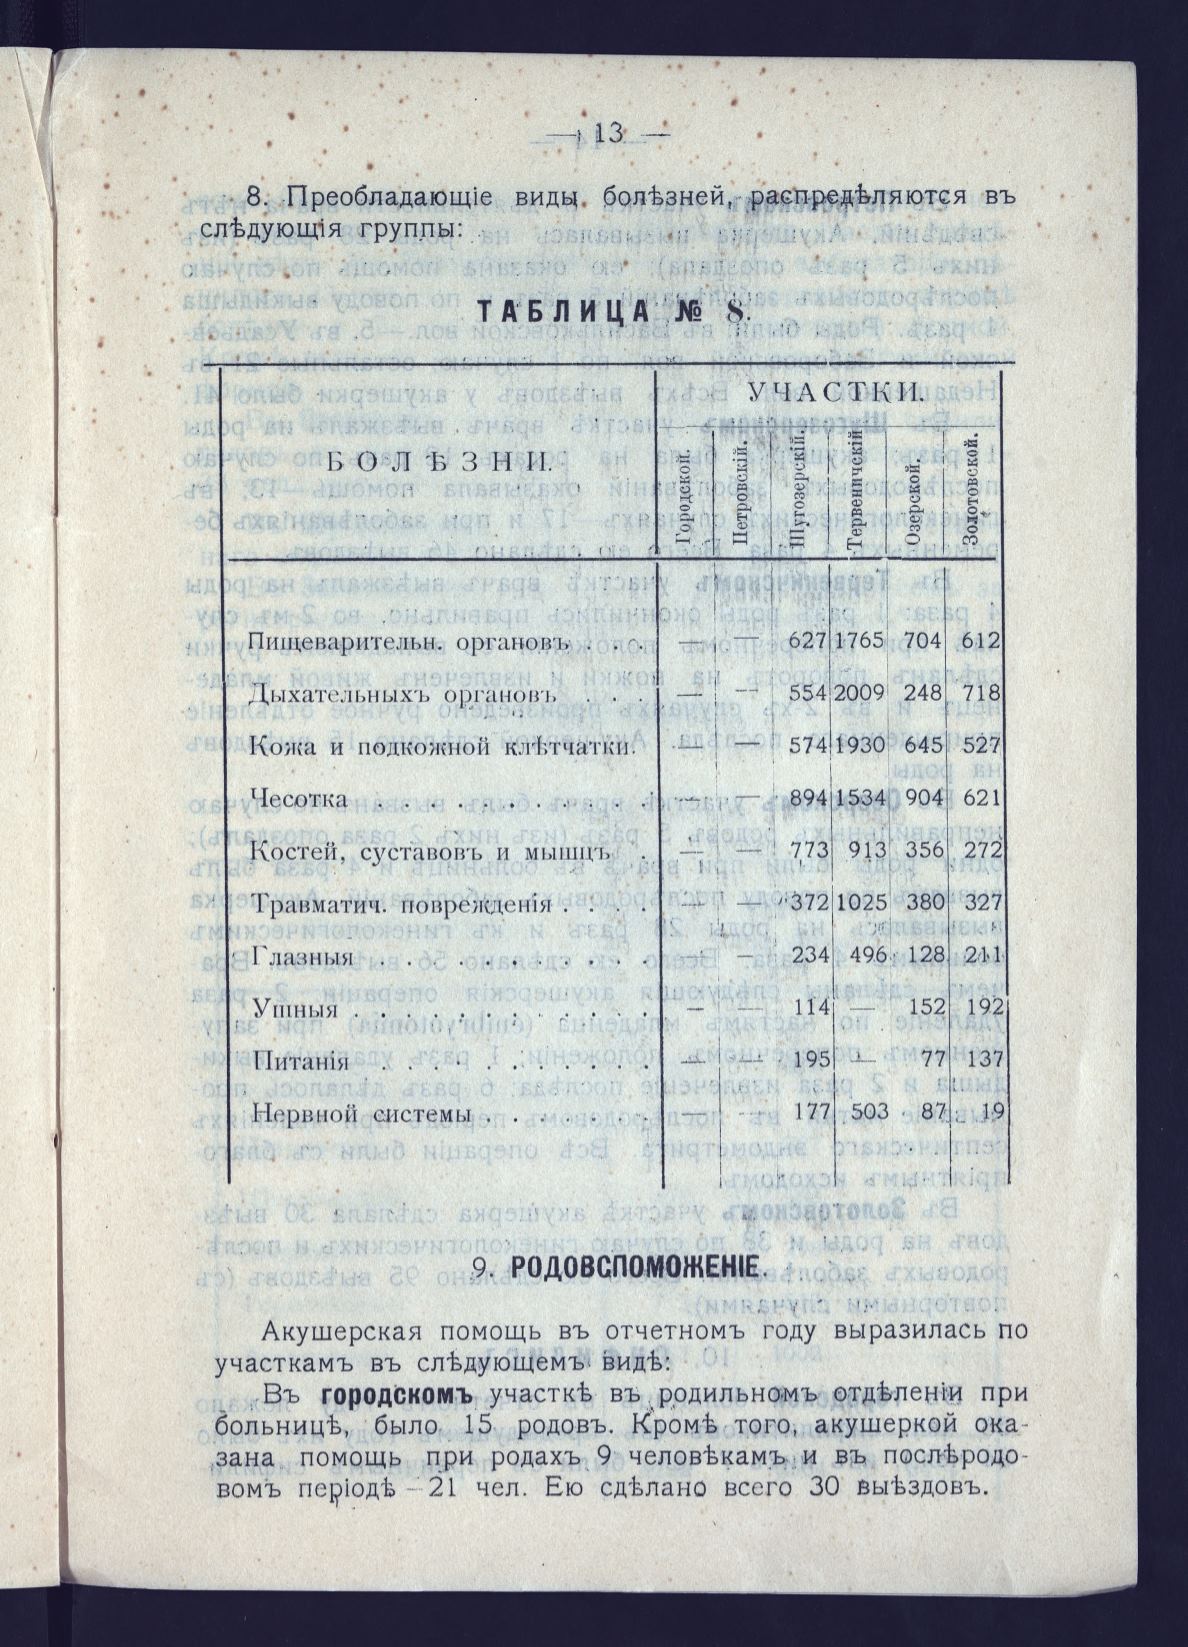 — 13 —
8. Преобладающіе виды болѣзней, распредѣляются въ
слѣдующія группы:
ТАБЛИЦА № 8.
БОЛѢЗНИ.
УЧАСТКИ.
Городской. Петровскій. Шугозерскій. Тервеничскій Озерской. Золотовской.
Пищеварительн. органовъ . . . — — 627 1765 704 612
Дыхательныхъ органовъ . . . . — — 554 2009 248 718
Кожа и подкожной клѣтчатки. — — 574 1930 645 527
Чесотка . . . . . . . . . . . — — 894 1534 904 621
Костей, суставовъ и мышцъ . . — — 773 913 356 272
Травматич. поврежденія . . . . — — 372 1025 380 327
Глазныя . . . . . . . . . . . — — 234 496 128 211
Ушныя . . . . . . . . . . . . — — 114 — 152 192
Питанія . . . . . . . . . . . — — 195 — 77 137
Нервной системы . . . . . . . — — 177 503 87 19
9. РОДОВСПОМОЖЕНІЕ.
Акушерская помощь въ отчетномъ году выразилась по
участкамъ въ слѣдующемъ видѣ:
Въ городскомъ участкѣ въ родильномъ отдѣленіи при
больницѣ, было 15 родов. Кромѣ того, акушеркой ока-
зана помощь при родахъ 9 человѣкамъ и въ послѣродо-
вомъ періодѣ — 21 чел. Ею сдѣлано всего 30 выѣздовъ.